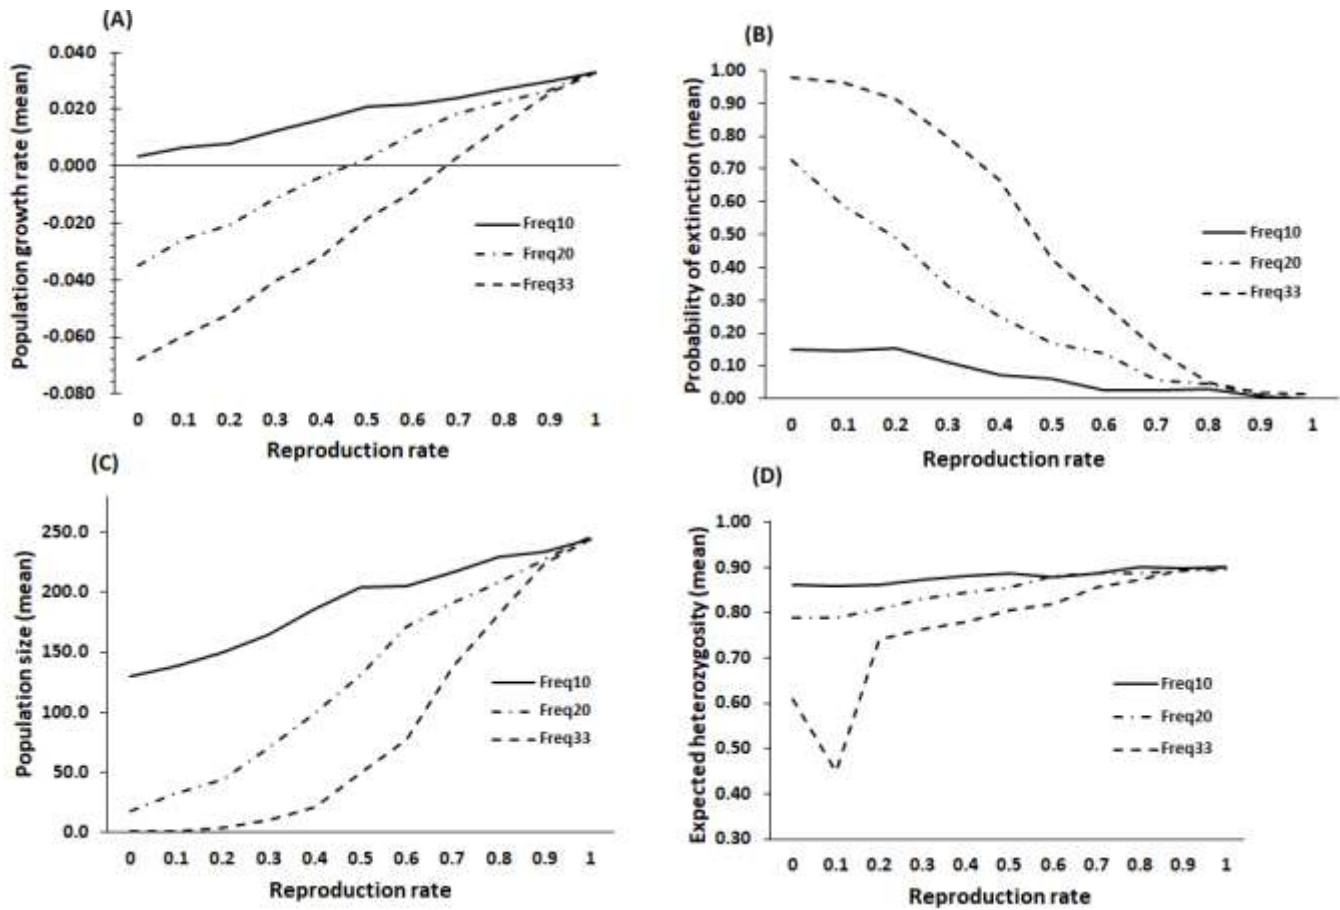 (A)
Population growth rate (mean)
0.040
0.020
0.000
-0.020
-0.040
-0.060
-0.080
Freq10
Freq20
Freq33
0 0.1 0.2 0.3 0.4 0.5 0.6 0.7 0.8 0.9 1
Reproduction rate
(B)
Probability of extinction (mean)
1.00
0.90
0.80
0.70
0.60
0.50
0.40
0.30
0.20
0.10
0.00
Freq10
Freq20
Freq33
0 0.1 0.2 0.3 0.4 0.5 0.6 0.7 0.8 0.9 1
Reproduction rate
(C)
Population size (mean)
250.0
200.0
150.0
100.0
50.0
0.0
Freq10
Freq20
Freq33
0 0.1 0.2 0.3 0.4 0.5 0.6 0.7 0.8 0.9 1
Reproduction rate
(D)
Expected heterozygosity (mean)
1.00
0.90
0.80
0.70
0.60
0.50
0.40
0.30
Freq10
Freq20
Freq33
0 0.1 0.2 0.3 0.4 0.5 0.6 0.7 0.8 0.9 1
Reproduction rate